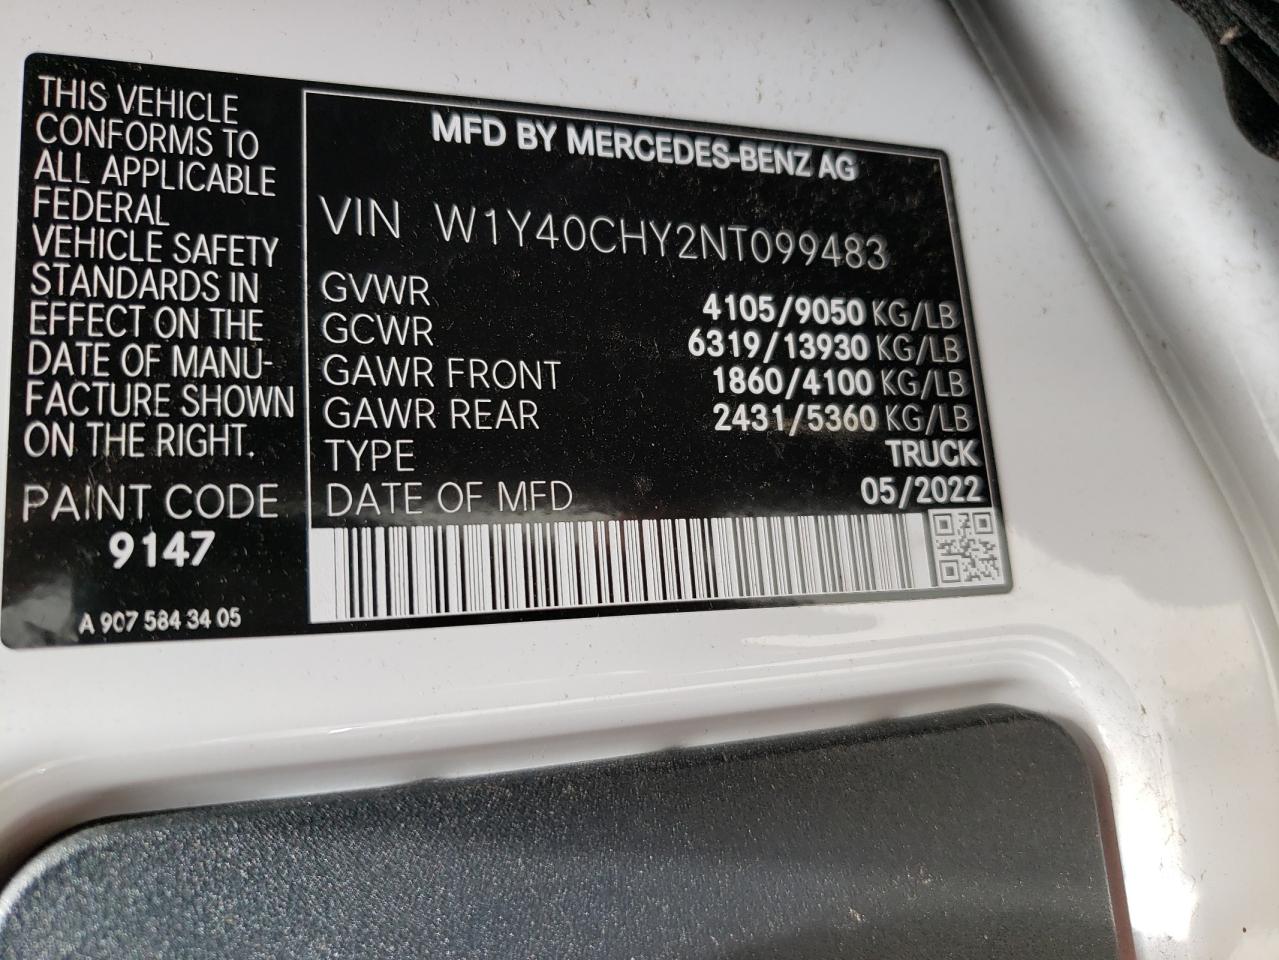 THIS VEHICLE
CONFORMS TO
ALL APPLICABLE
FEDERAL
VEHICLE SAFETY
STANDARDS IN
EFFECT ON THE
DATE OF MANU-
FACTURE SHOWN
ON THE RIGHT.
PAINT CODE
9147
A 907 584 34 05
MFD BY MERCEDES-BENZ AG
VIN W1Y40CHY2NT099483
GVWR 4105/9050 KG/LB
GCWR 6319/13930 KG/LB
GAWR FRONT 1860/4100 KG/LB
GAWR REAR 2431/5360 KG/LB
TYPE TRUCK
DATE OF MFD 05/2022